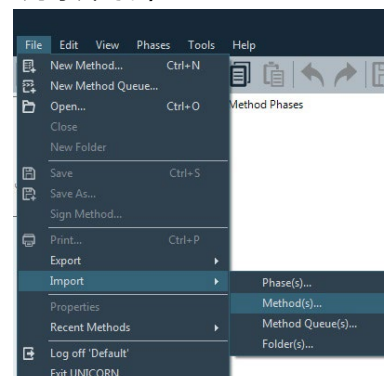 File Edit View Phases Tools Help
New Method... Ctrl+N
New Method Queue...
Open... Ctrl+O
Method Phases
Close
New Folder
Save Ctrl+S
Save As...
Sign Method...
Print... Ctrl+P
Export
Import
Phase(s)...
Properties
Method(s)...
Recent Methods
Method Queue(s)...
Log off 'Default'
Folder(s)...
Exit UNICORN